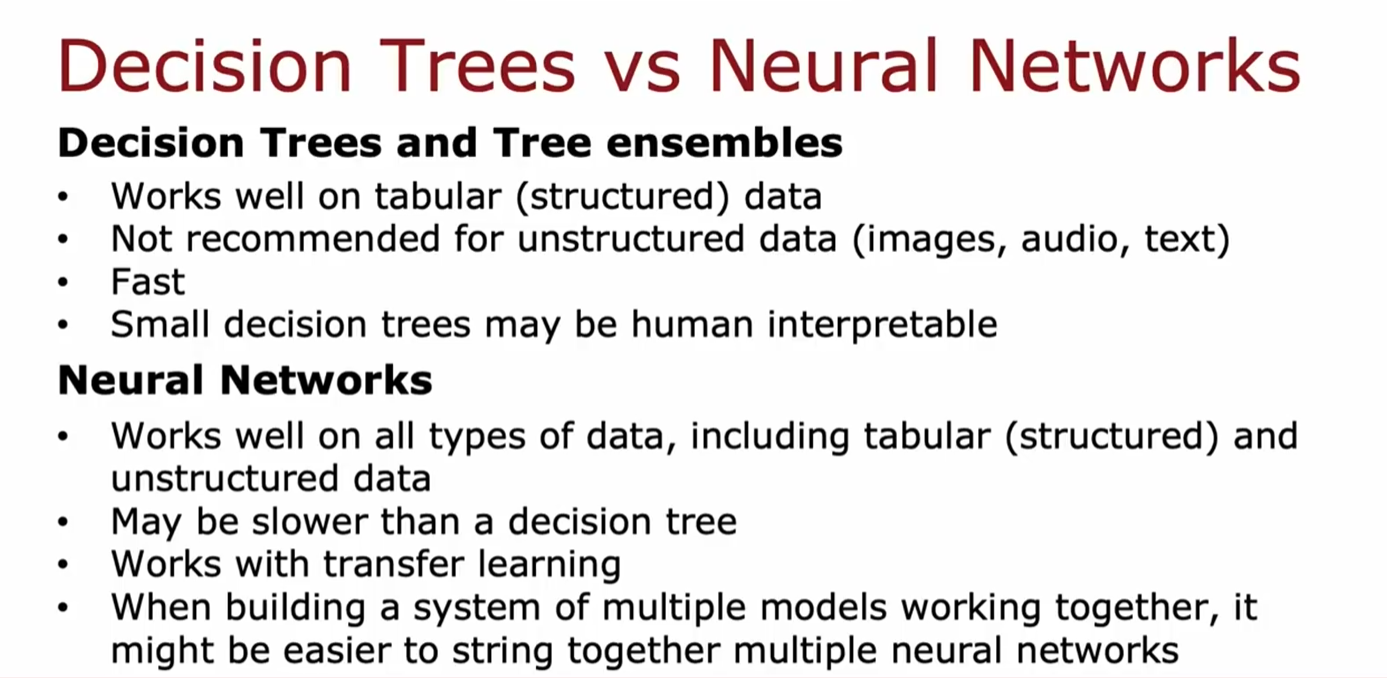 Decision Trees vs Neural Networks
Decision Trees and Tree ensembles
• Works well on tabular (structured) data
• Not recommended for unstructured data (images, audio, text)
• Fast
• Small decision trees may be human interpretable
Neural Networks
• Works well on all types of data, including tabular (structured) and
unstructured data
• May be slower than a decision tree
• Works with transfer learning
• When building a system of multiple models working together, it
might be easier to string together multiple neural networks